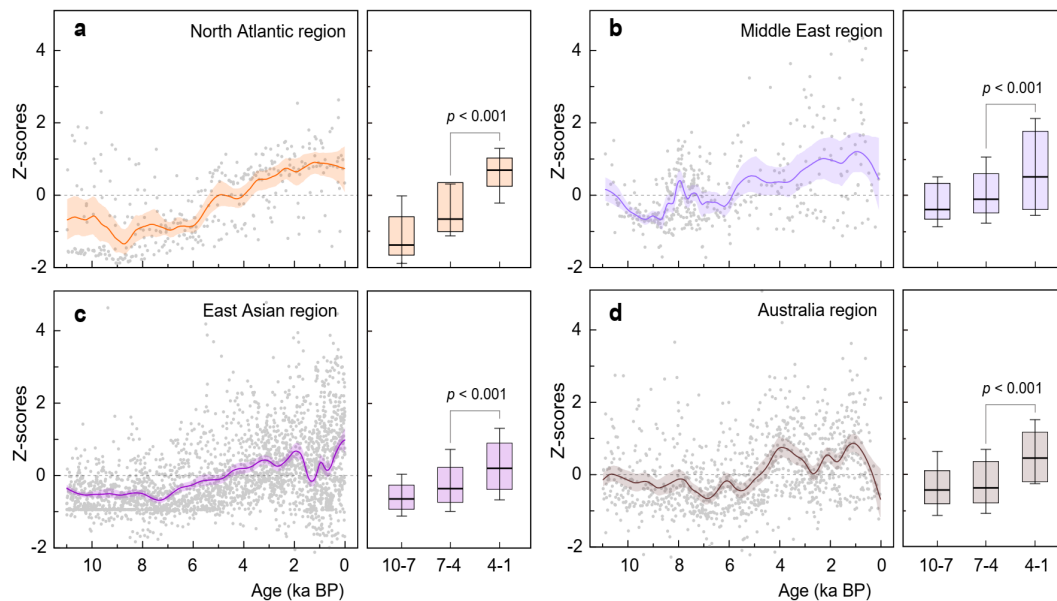 a North Atlantic region
4
2
0
-2
Z-scores
p < 0.001
b Middle East region
4
2
0
-2
Z-scores
p < 0.001
c East Asian region
4
2
0
-2
Z-scores
10 8 6 4 2 0
Age (ka BP)
p < 0.001
10-7 7-4 4-1
d Australia region
4
2
0
-2
Z-scores
10 8 6 4 2 0
Age (ka BP)
p < 0.001
10-7 7-4 4-1